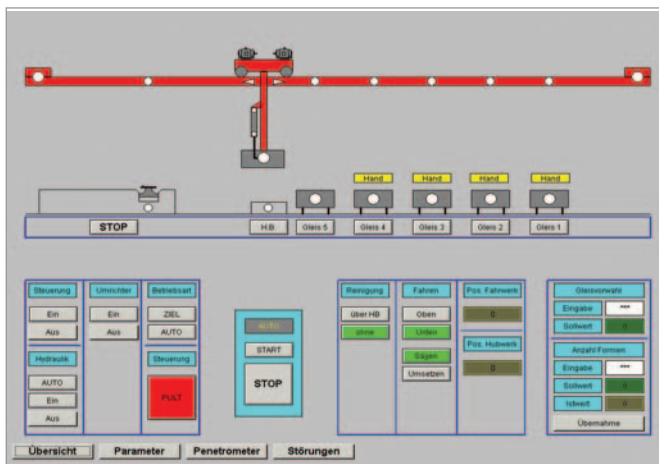 Hand Hand Hand Hand
STOP H.B. Gleis 5 Gleis 4 Gleis 3 Gleis 2 Gleis 1
Steuerung Umrichter Betriebsart
Ein Ein ZIEL
Aus Aus AUTO
Hydraulik Steuerung
AUTO
Ein
Aus
PULT
AUTO
START
STOP
Reinigung Fahren Pos. Fahrwerk
über HB Oben 0
ohne Unten
Sägen Pos. Hubwerk
Umsetzen 0
Gleisvorwahl
Eingabe ***
Sollwert 0
Anzahl Formen
Eingabe ***
Sollwert 0
Istwert 0
Übernahme
Übersicht Parameter Penetrometer Störungen